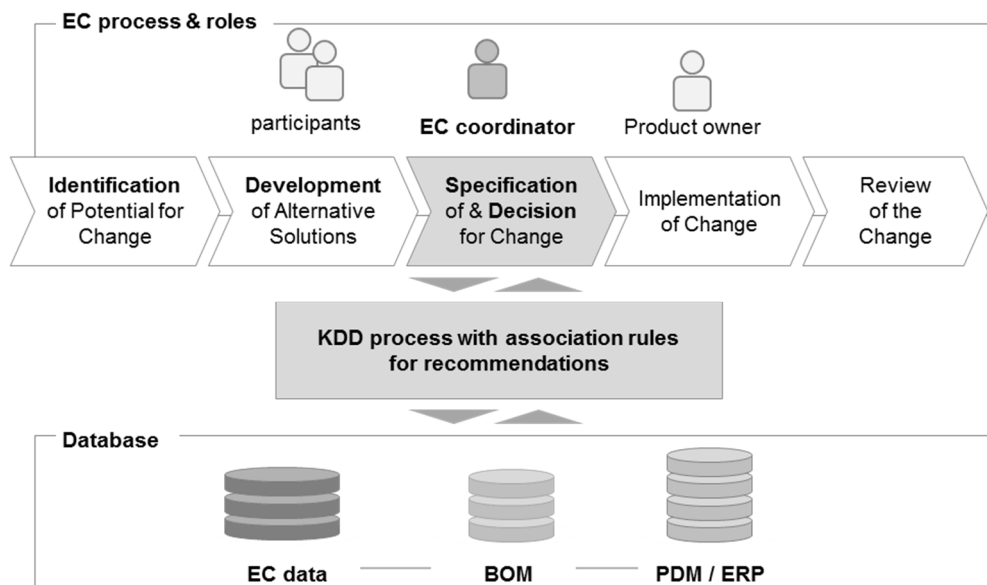 EC process & roles
participants
EC coordinator
Product owner
Identification
of Potential for
Change
Development
of Alternative
Solutions
Specification
of & Decision
for Change
Implementation
of Change
Review
of the
Change
KDD process with association rules
for recommendations
Database
EC data
BOM
PDM / ERP